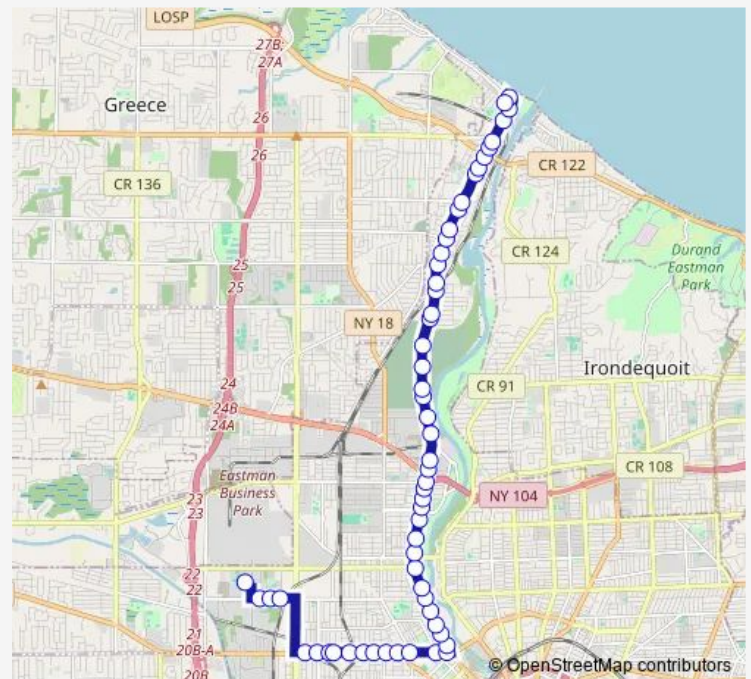 LOSP
27B;
27A
Greece
26
26
CR 122
CR 136
Durand
Eastman
Park
CR 124
25
25
NY 18
Irondequoit
24
CR 91
24B
24A
CR 108
Eastman
Business
Park
NY 104
23
23
22
22
21
20B-A
20B
© OpenStreetMap contributors